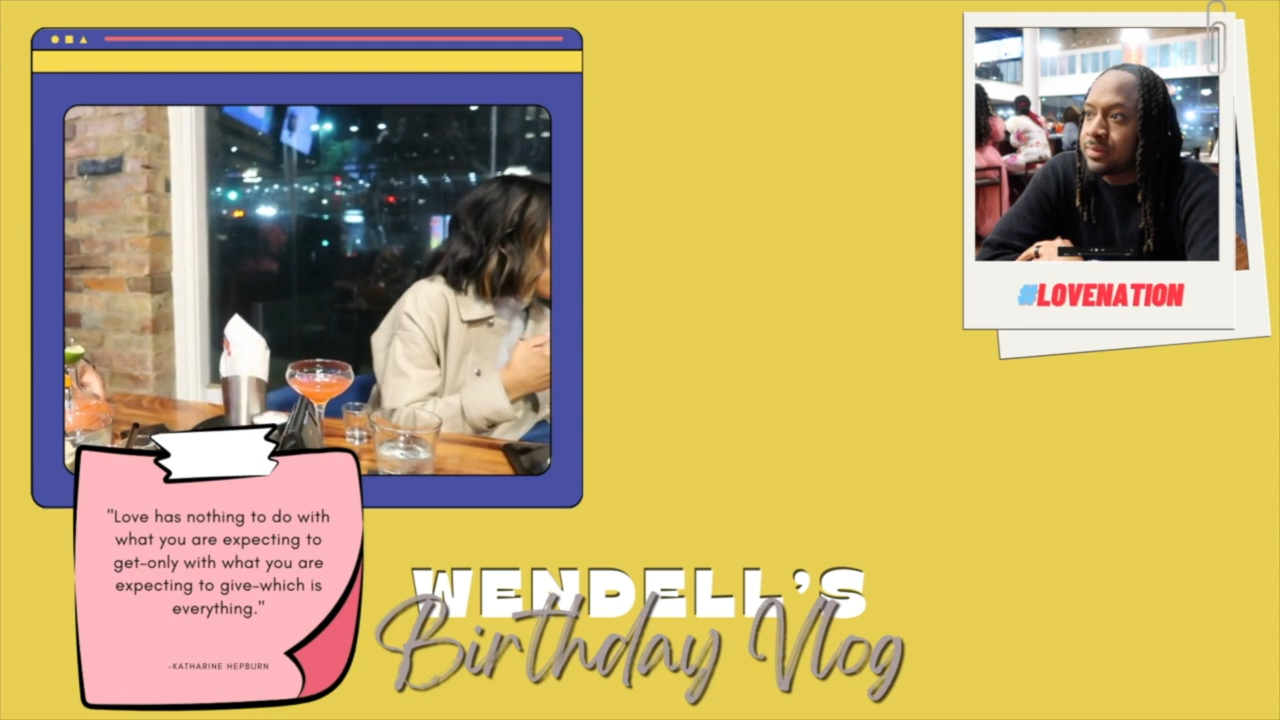 #LOVENATION
"Love has nothing to do with
what you are expecting to
get-only with what you are
expecting to give-which is
everything."
-KATHARINE HEPBURN
WENDELL'S
Birthday Vlog